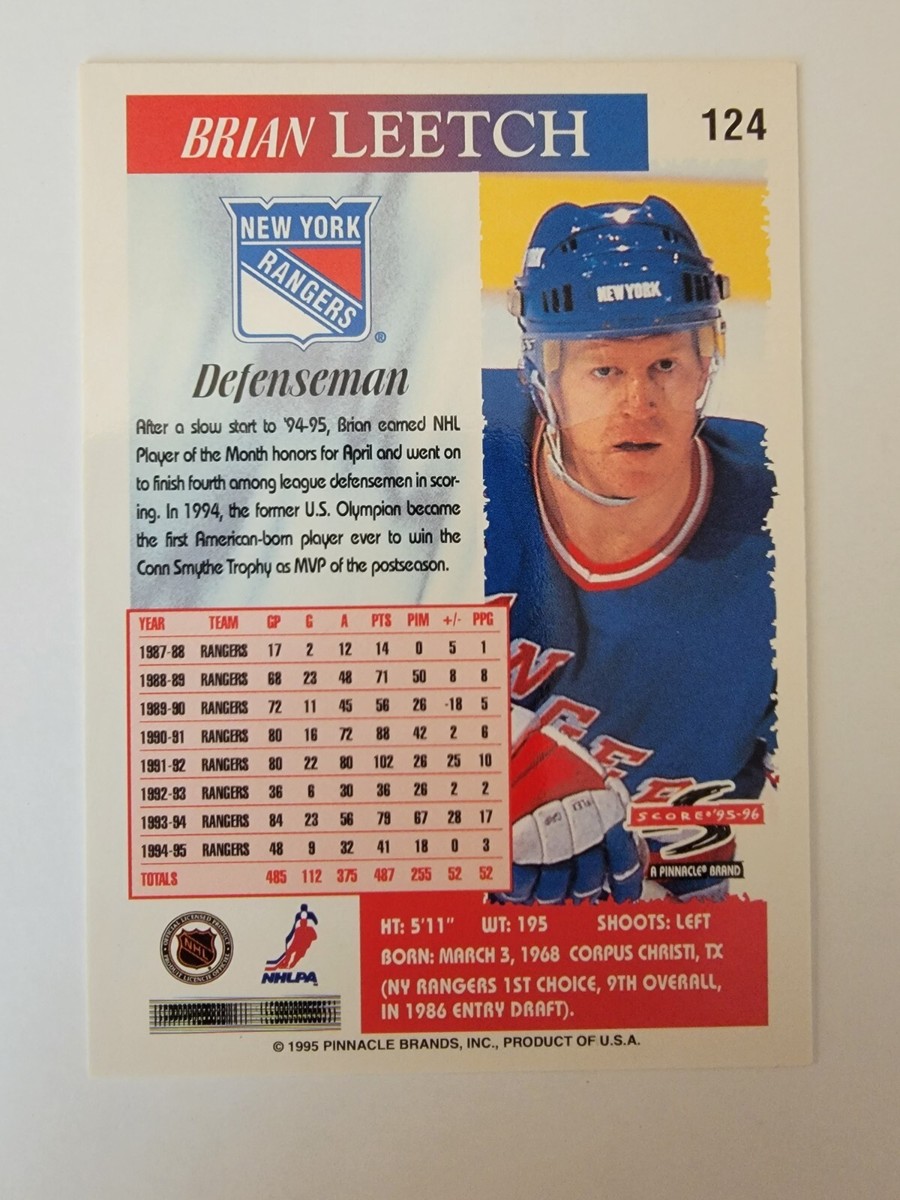 BRIAN LEETCH
124
NEW YORK
RANGERS
®
NEW YORK
Defenseman
After a slow start to '94-95, Brian earned NHL
Player of the Month honors for April and went on
to finish fourth among league defensemen in scor-
ing. In 1994, the former U.S. Olympian became
the first American-born player ever to win the
Conn Smythe Trophy as MVP of the postseason.
YEAR TEAM GP G A PTS PIM +/- PPG
1987-88 RANGERS 17 2 12 14 0 5 1
1988-89 RANGERS 68 23 48 71 50 8 8
1989-90 RANGERS 72 11 45 56 26 -18 5
1990-91 RANGERS 80 16 72 88 42 2 6
1991-92 RANGERS 80 22 80 102 26 25 10
1992-93 RANGERS 36 6 30 36 26 2 2
1993-94 RANGERS 84 23 56 79 67 28 17
1994-95 RANGERS 48 9 32 41 18 0 3
TOTALS 485 112 375 487 255 52 52
SCORE® '95-96
A PINNACLE® BRAND
OFFICIAL LICENSED PRODUCT
NHL
PRODUIT LICENCIÉ OFFICIEL
NHLPA
HT: 5'11" WT: 195 SHOOTS: LEFT
BORN: MARCH 3, 1968 CORPUS CHRISTI, TX
(NY RANGERS 1ST CHOICE, 9TH OVERALL,
IN 1986 ENTRY DRAFT).
© 1995 PINNACLE BRANDS, INC., PRODUCT OF U.S.A.